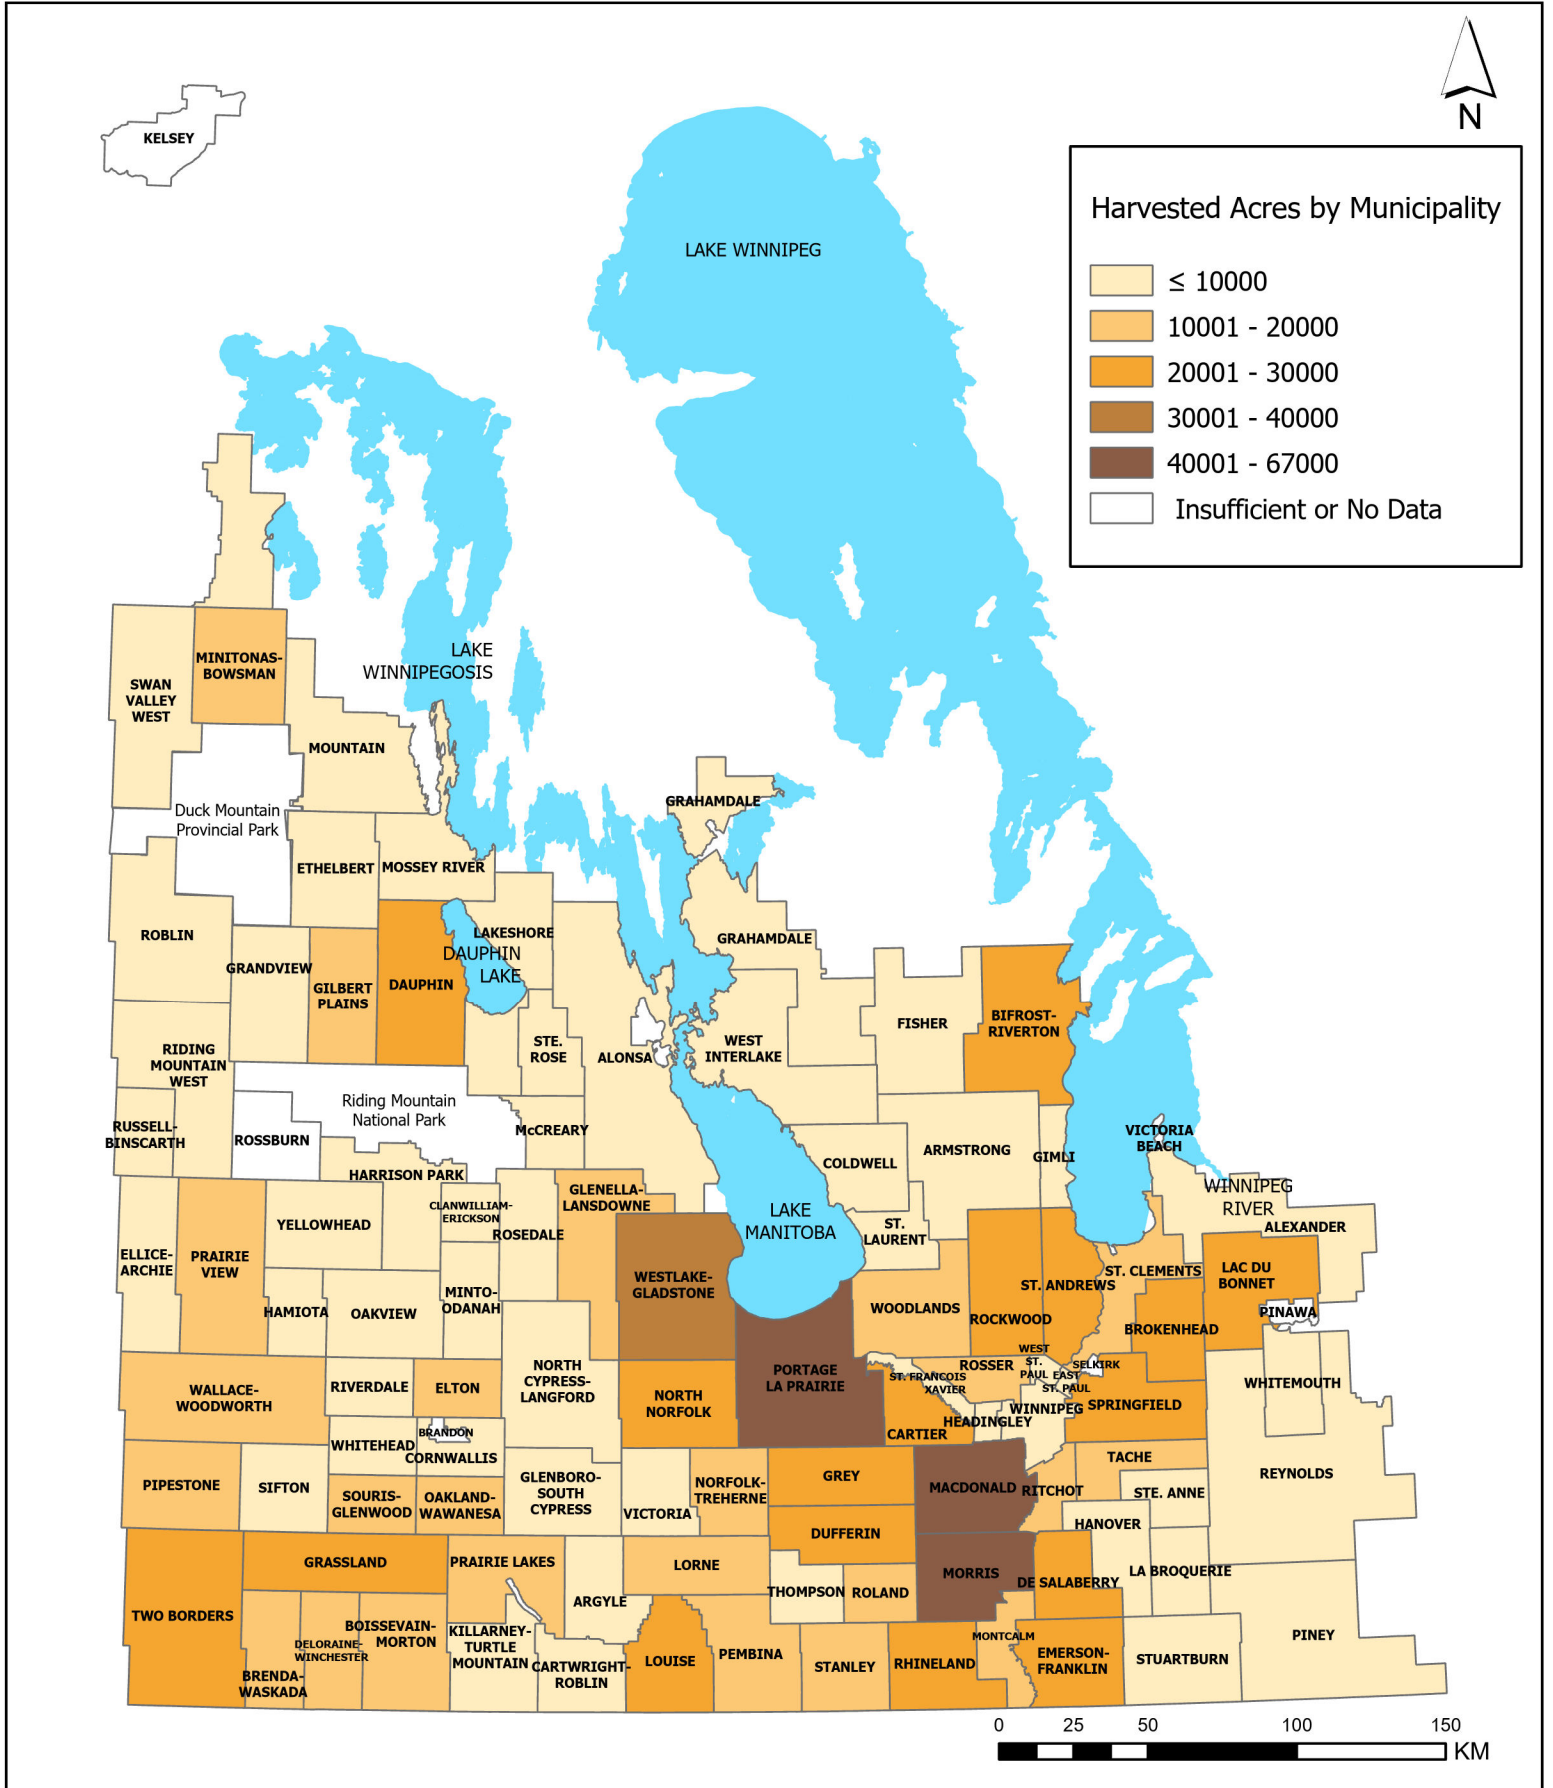 N
KELSEY
Harvested Acres by Municipality
≤ 10000
10001 - 20000
20001 - 30000
30001 - 40000
40001 - 67000
Insufficient or No Data
LAKE WINNIPEG
LAKE
WINNIPEGOSIS
MINITONAS-
BOWSMAN
SWAN
VALLEY
WEST
MOUNTAIN
Duck Mountain
Provincial Park
GRAHAMDALE
ETHELBERT
MOSSEY RIVER
ROBLIN
LAKESHORE
DAUPHIN
LAKE
GRAHAMDALE
GRANDVIEW
GILBERT
PLAINS
DAUPHIN
FISHER
BIFROST-
RIVERTON
STE.
ROSE
ALONSA
WEST
INTERLAKE
RIDING
MOUNTAIN
WEST
Riding Mountain
National Park
RUSSELL-
BINSCARTH
ROSSBURN
McCREARY
VICTORIA
BEACH
ARMSTRONG
GIMLI
COLDWELL
HARRISON PARK
GLENELLA-
LANSDOWNE
WINNIPEG
RIVER
ALEXANDER
CLANWILLIAM-
ERICKSON
YELLOWHEAD
ROSEDALE
LAKE
MANITOBA
ST.
LAURENT
ELLICE-
ARCHIE
PRAIRIE
VIEW
WESTLAKE-
GLADSTONE
ST. CLEMENTS
LAC DU
BONNET
ST. ANDREWS
HAMIOTA
OAKVIEW
MINTO-
ODANAH
WOODLANDS
ROCKWOOD
PINAWA
BROKENHEAD
WEST
ST.
PAUL
SELKIRK
EAST
ST. PAUL
ROSSER
ST. FRANCOIS
XAVIER
PORTAGE
LA PRAIRIE
NORTH
CYPRESS-
LANGFORD
WALLACE-
WOODWORTH
RIVERDALE
ELTON
NORTH
NORFOLK
WHITEMOUTH
WINNIPEG
SPRINGFIELD
HEADINGLEY
CARTIER
BRANDON
WHITEHEAD
CORNWALLIS
TACHE
REYNOLDS
PIPESTONE
SIFTON
GLENBORO-
SOUTH
CYPRESS
NORFOLK-
TREHERNE
GREY
MACDONALD
RITCHOT
STE. ANNE
SOURIS-
GLENWOOD
OAKLAND-
WAWANESA
VICTORIA
HANOVER
DUFFERIN
GRASSLAND
PRAIRIE LAKES
LORNE
MORRIS
DE SALABERRY
LA BROQUERIE
THOMPSON
ROLAND
ARGYLE
TWO BORDERS
BOISSEVAIN-
MORTON
DELORAINE-
WINCHESTER
KILLARNEY-
TURTLE
MOUNTAIN
MONTCALM
PINEY
BRENDA-
WASKADA
CARTWRIGHT-
ROBLIN
LOUISE
PEMBINA
STANLEY
RHINELAND
EMERSON-
FRANKLIN
STUARTBURN
0 25 50 100 150
KM